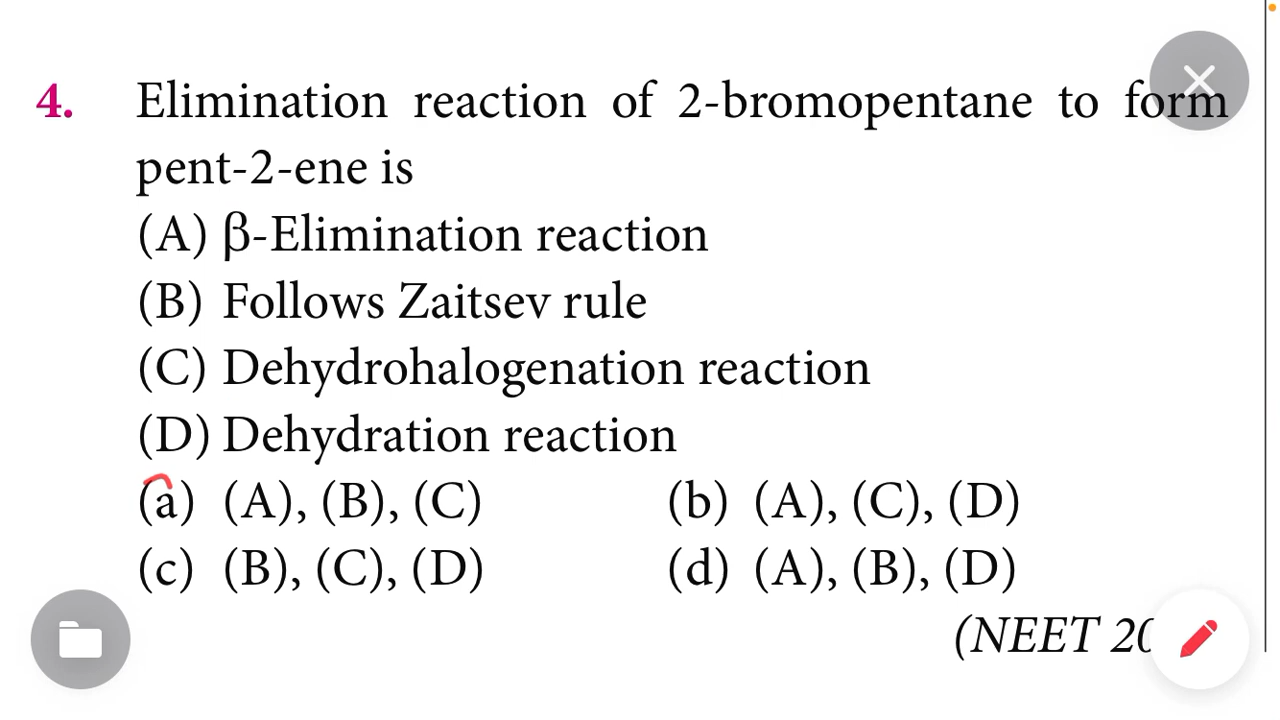 4. Elimination reaction of 2-bromopentane to form
pent-2-ene is
(A) β-Elimination reaction
(B) Follows Zaitsev rule
(C) Dehydrohalogenation reaction
(D) Dehydration reaction
(a) (A), (B), (C) (b) (A), (C), (D)
(c) (B), (C), (D) (d) (A), (B), (D)
(NEET